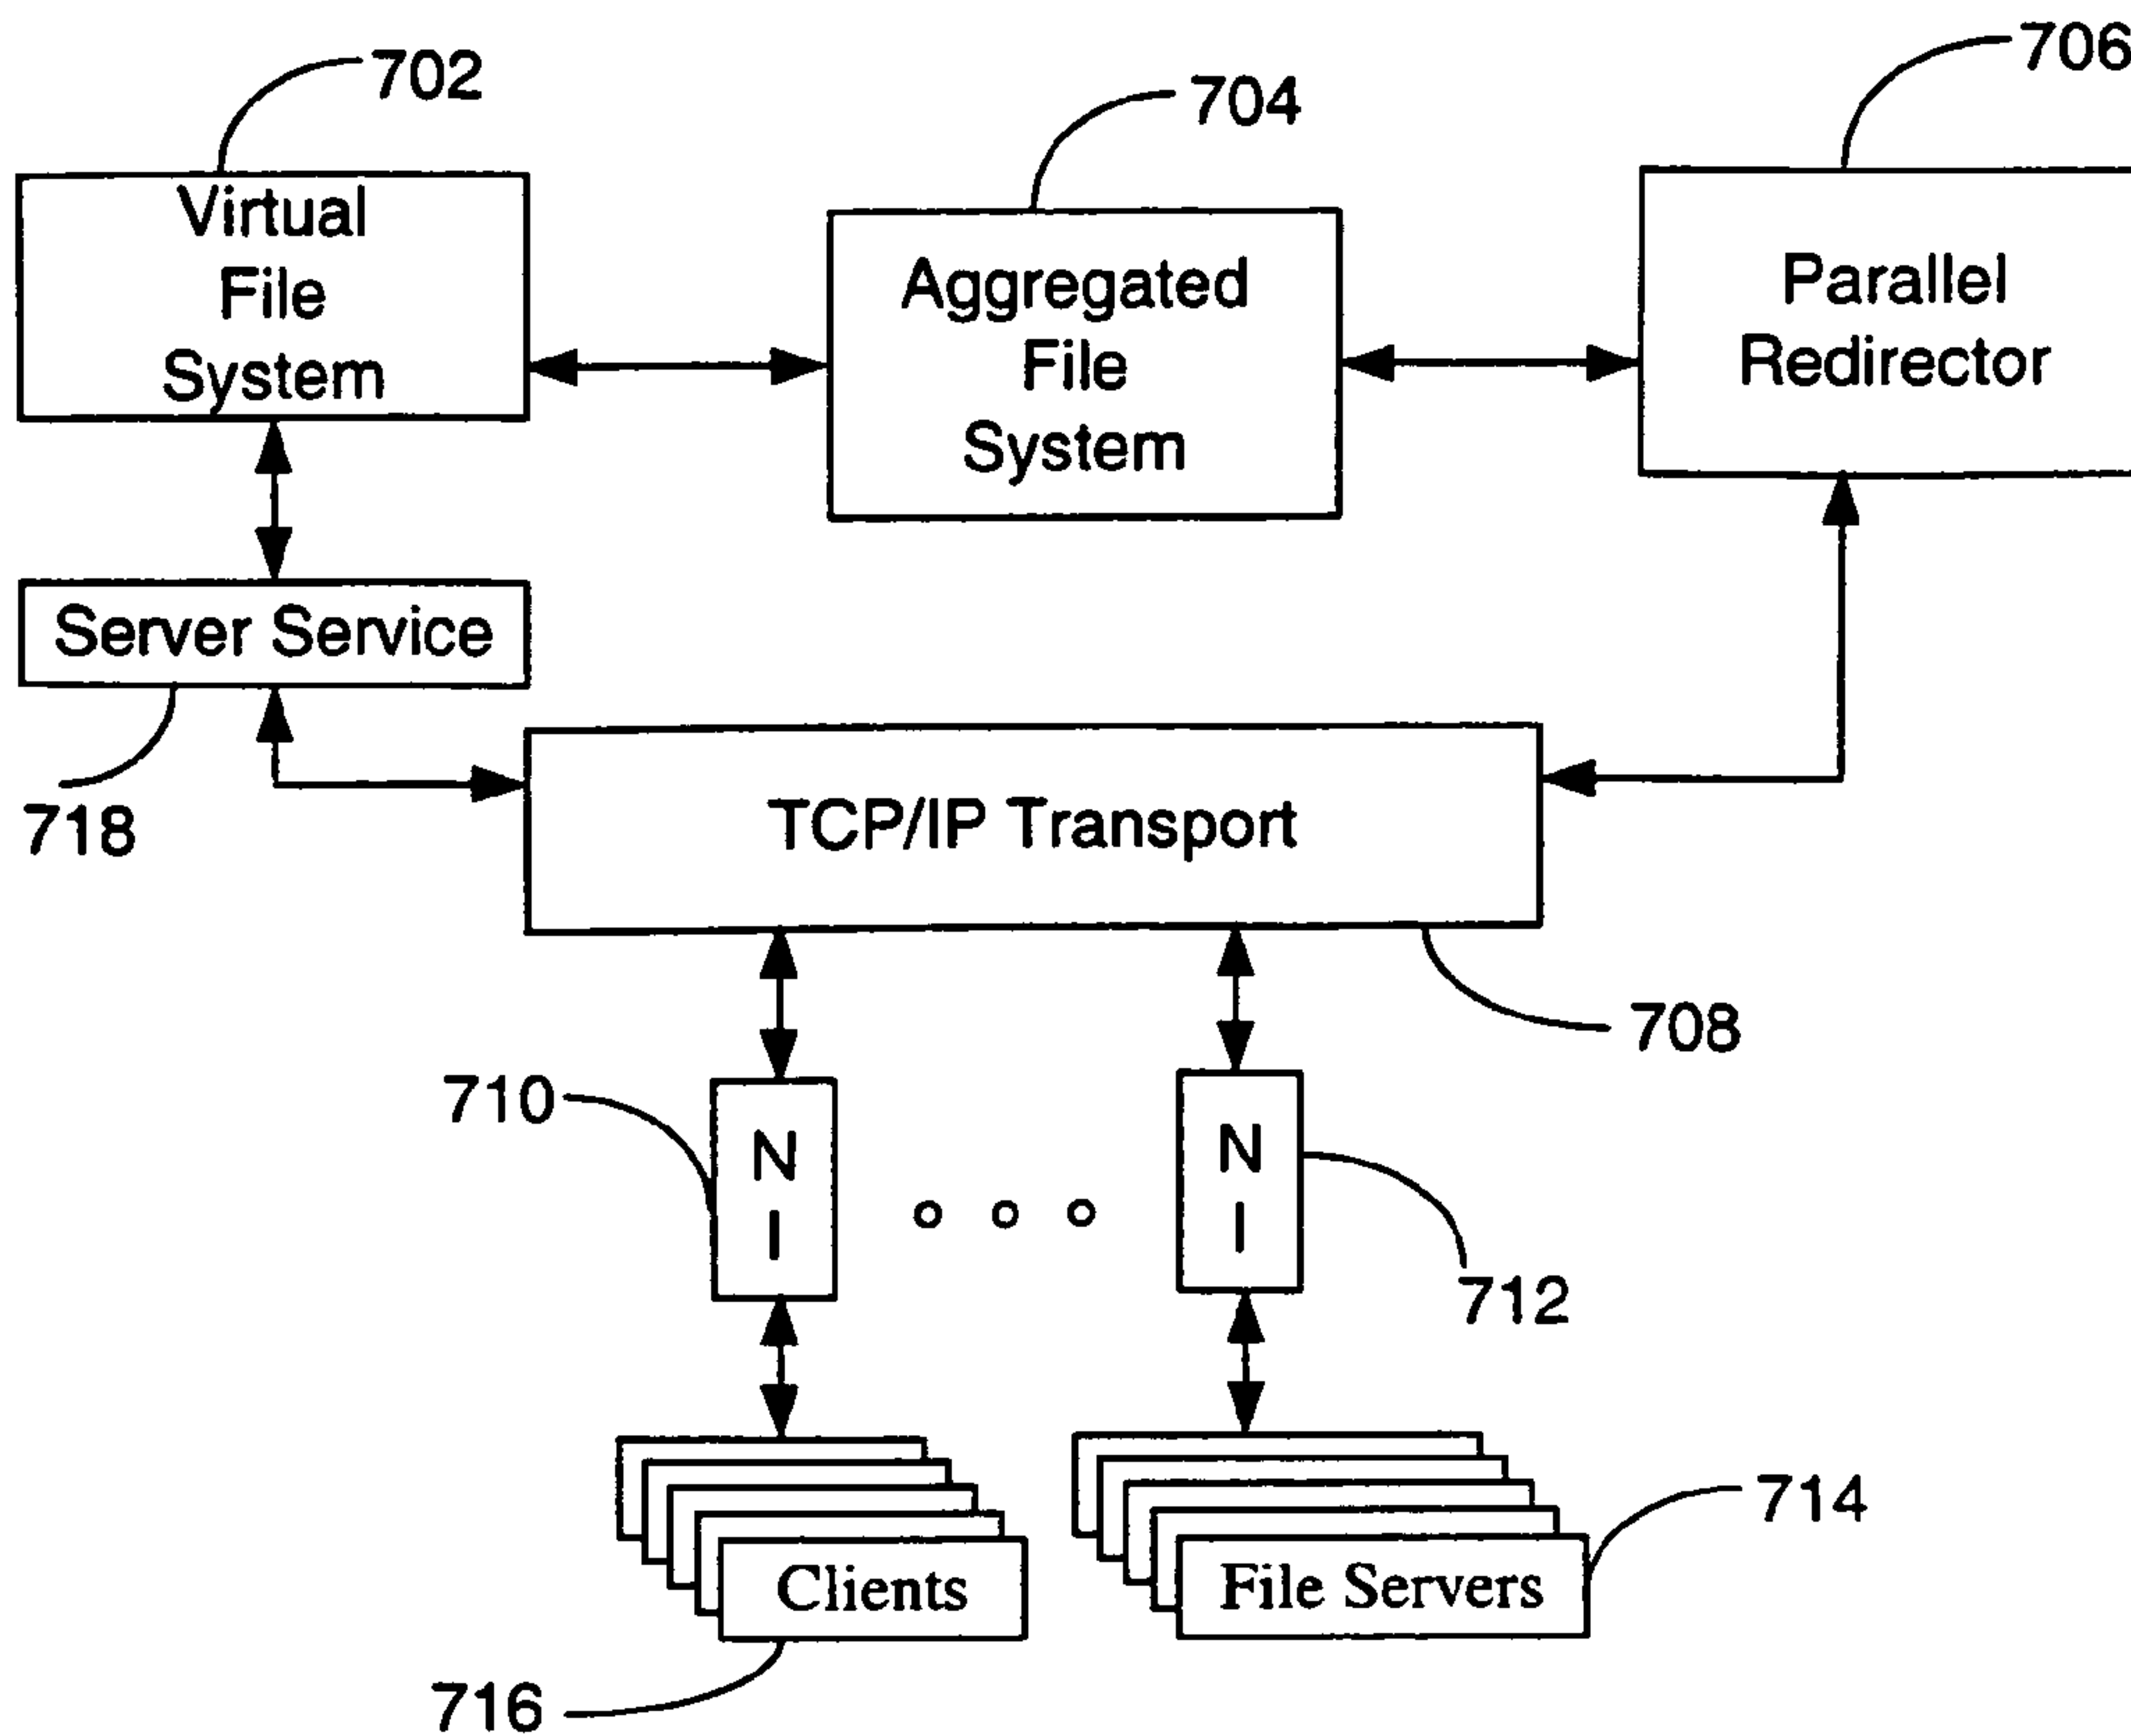 702
704
706
Virtual
File
System
Aggregated
File
System
Parallel
Redirector
Server Service
718
TCP/IP Transport
708
710
N
I
N
I
712
Clients
File Servers
714
716